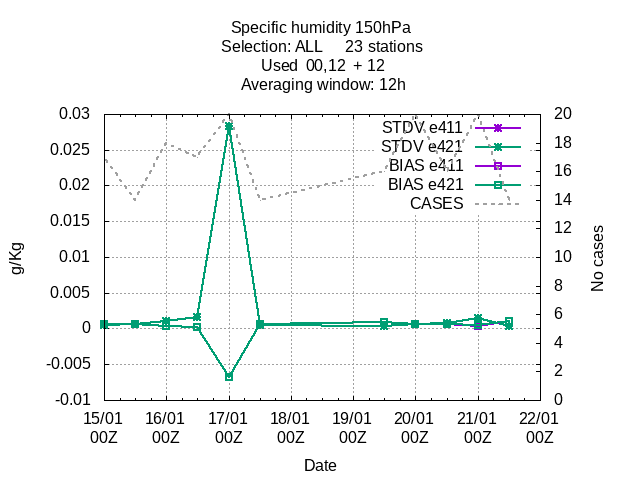 Specific humidity 150hPa
Selection: ALL     23 stations
Used  00,12  + 12
Averaging window: 12h
0.03
0.025
0.02
0.015
0.01
0.005
0
-0.005
-0.01
g/Kg
STDV e411
STDV e421
BIAS e411
BIAS e421
CASES
20
18
16
14
12
10
8
6
4
2
0
No cases
15/01 16/01 17/01 18/01 19/01 20/01 21/01 22/01
00Z 00Z 00Z 00Z 00Z 00Z 00Z 00Z
Date